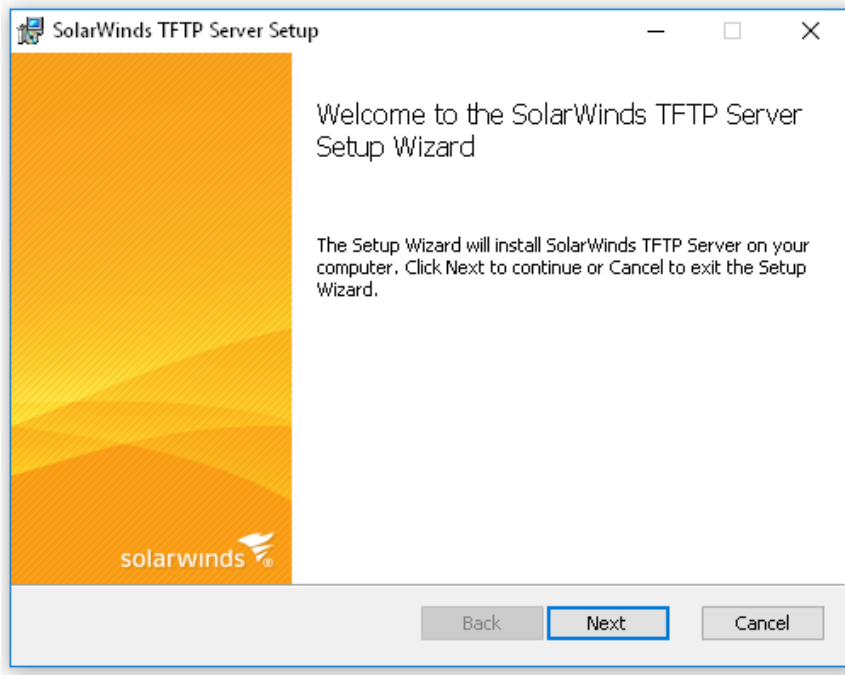 SolarWinds TFTP Server Setup
Welcome to the SolarWinds TFTP Server
Setup Wizard
The Setup Wizard will install SolarWinds TFTP Server on your
computer. Click Next to continue or Cancel to exit the Setup
Wizard.
solarwinds®
Back Next Cancel